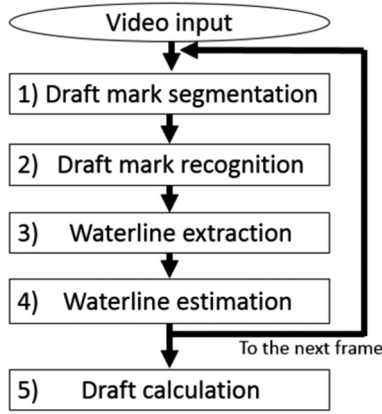 Video input
1) Draft mark segmentation
2) Draft mark recognition
3) Waterline extraction
4) Waterline estimation
To the next frame
5) Draft calculation